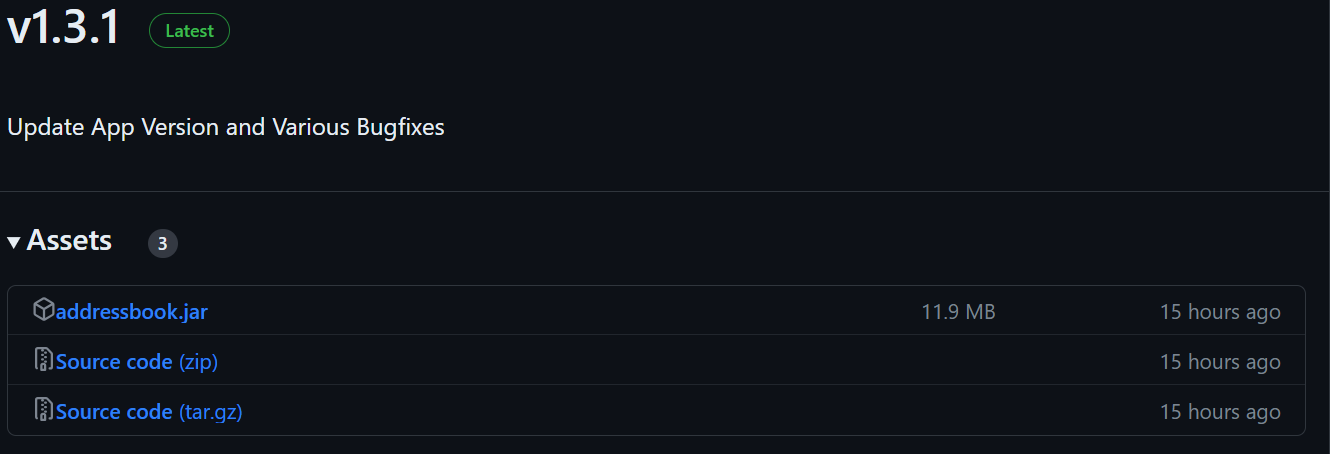 v1.3.1 Latest
Update App Version and Various Bugfixes
Assets 3
addressbook.jar 11.9 MB 15 hours ago
Source code (zip) 15 hours ago
Source code (tar.gz) 15 hours ago